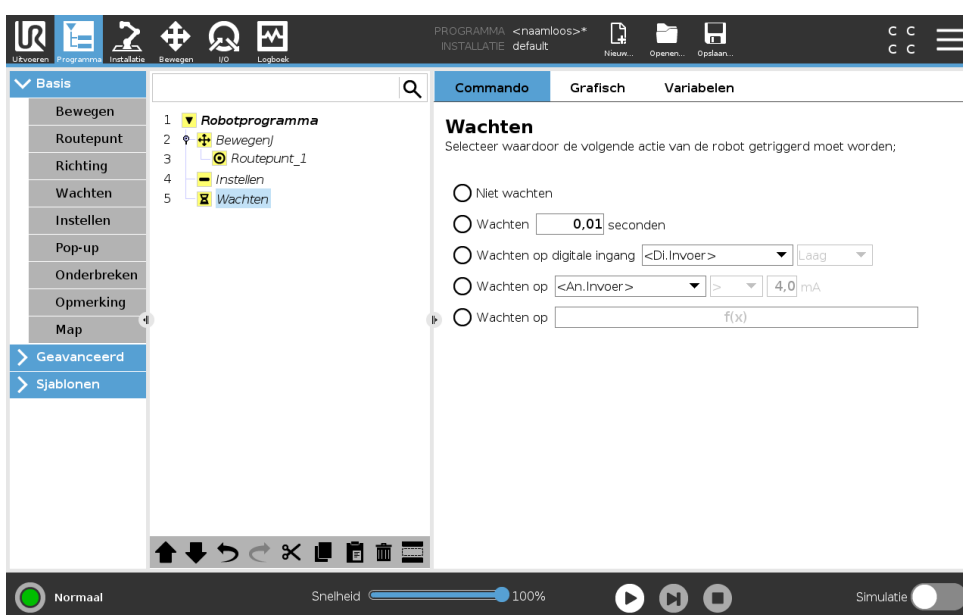 UR
PROGRAMMA <naamloos>*
INSTALLATIE default
Uitvoeren Programma Installatie Bewegen I/O Logboek
Nieuw... Openen... Opslaan...
C C
C C
Basis
Bewegen
Routepunt
Richting
Wachten
Instellen
Pop-up
Onderbreken
Opmerking
Map
Geavanceerd
Sjablonen
1 Robotprogramma
2 BewegenJ
3 Routepunt_1
4 Instellen
5 Wachten
Commando Grafisch Variabelen
Wachten
Selecteer waardoor de volgende actie van de robot getriggerd moet worden;
Niet wachten
Wachten 0,01 seconden
Wachten op digitale ingang <Di.Invoer> Laag
Wachten op <An.Invoer> > 4,0 mA
Wachten op f(x)
Normaal
Snelheid 100%
Simulatie